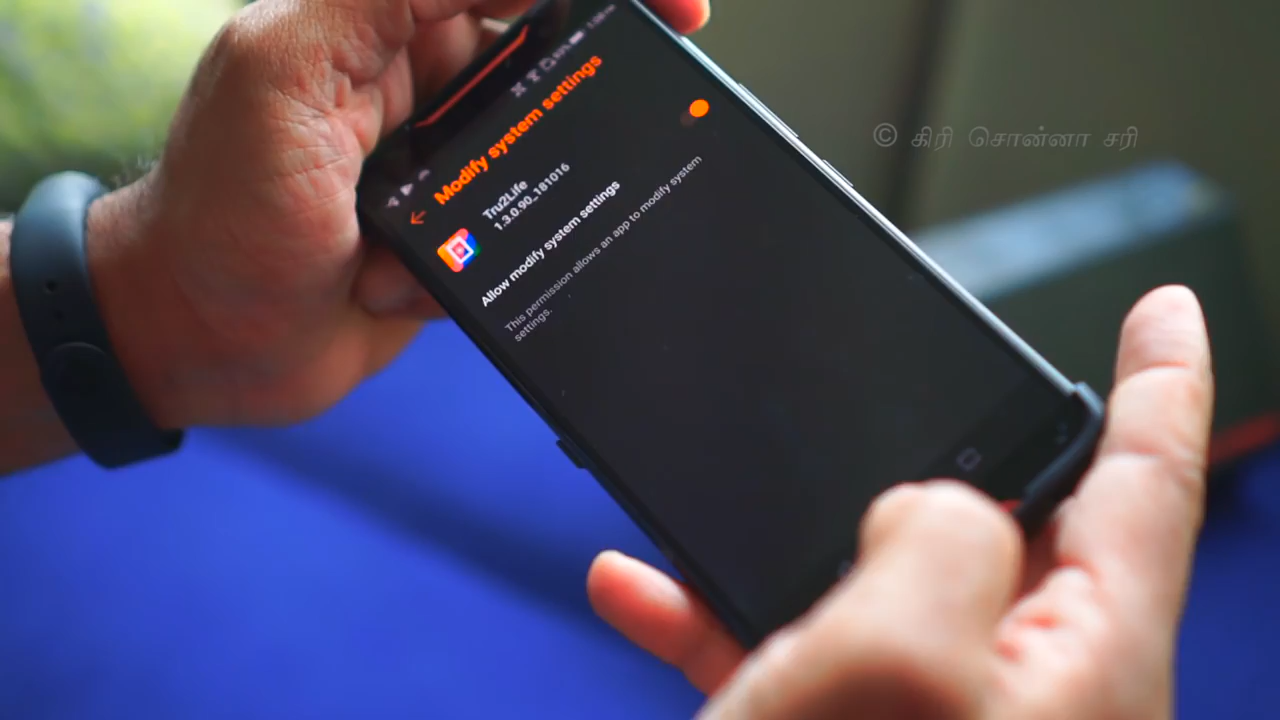 Modify system settings
Tru2Life
1.3.0.90_181016
Allow modify system settings
This permission allows an app to modify system
settings.
© கிரி சொன்னா சரி